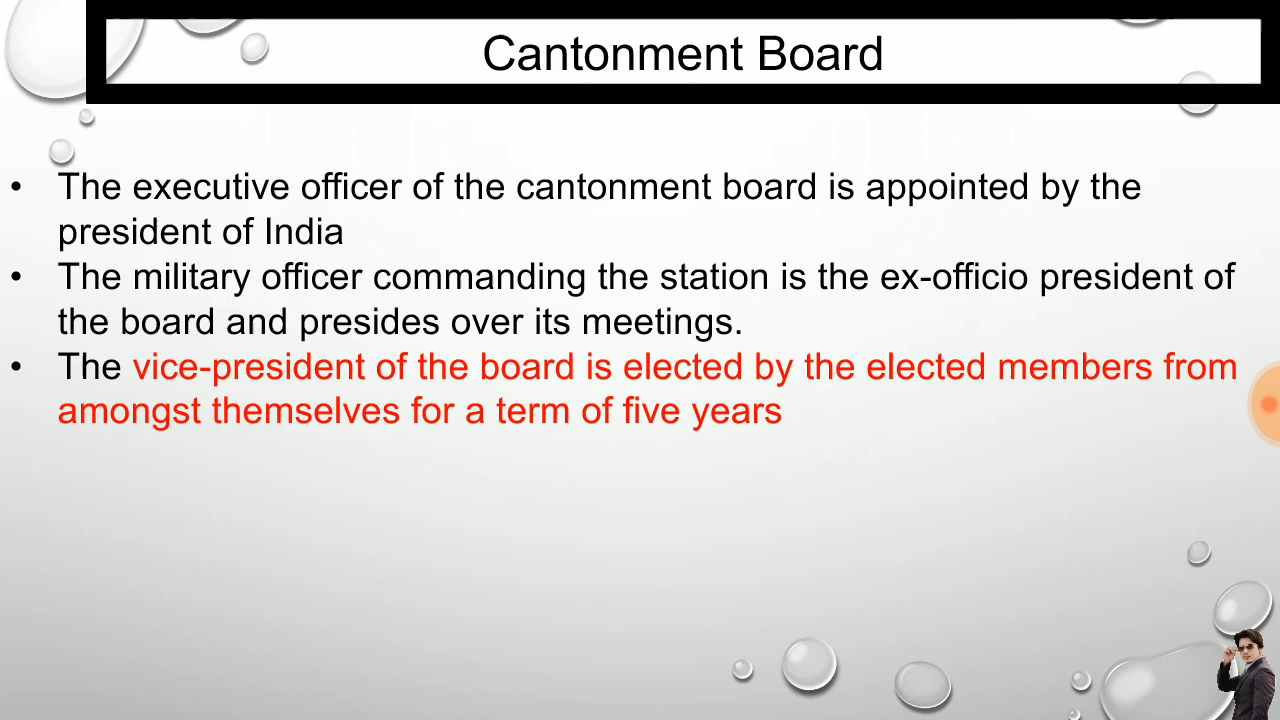 Cantonment Board
• The executive officer of the cantonment board is appointed by the
president of India
• The military officer commanding the station is the ex-officio president of
the board and presides over its meetings.
• The vice-president of the board is elected by the elected members from
amongst themselves for a term of five years